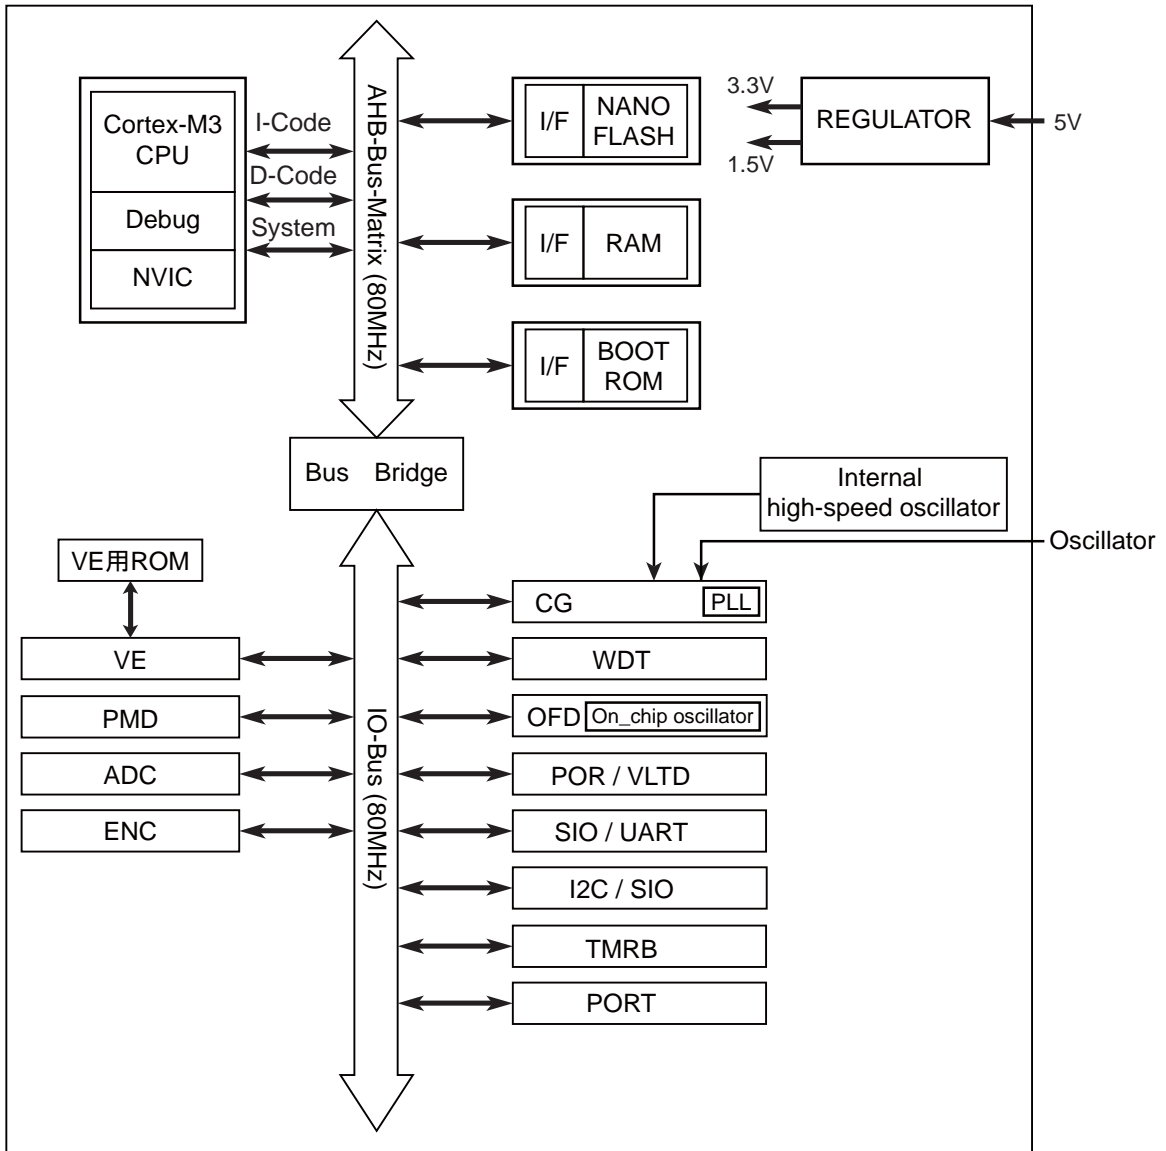 Cortex-M3
CPU
Debug
NVIC
I-Code
D-Code
System
AHB-Bus-Matrix (80MHz)
I/F
NANO
FLASH
I/F
RAM
I/F
BOOT
ROM
3.3V
1.5V
REGULATOR
5V
Bus Bridge
Internal
high-speed oscillator
Oscillator
VE用ROM
VE
PMD
ADC
ENC
IO-Bus (80MHz)
CG
PLL
WDT
OFD
On_chip oscillator
POR / VLTD
SIO / UART
I2C / SIO
TMRB
PORT